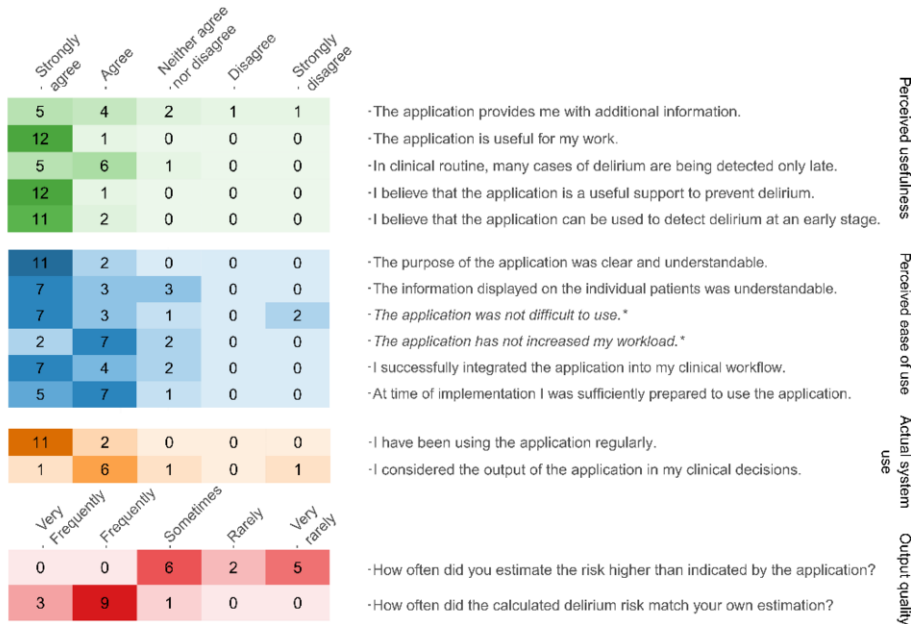 Strongly agree
Agree
Neither agree nor disagree
Disagree
Strongly disagree
Perceived usefulness
5 4 2 1 1 - The application provides me with additional information.
12 1 0 0 0 - The application is useful for my work.
5 6 1 0 0 - In clinical routine, many cases of delirium are being detected only late.
12 1 0 0 0 - I believe that the application is a useful support to prevent delirium.
11 2 0 0 0 - I believe that the application can be used to detect delirium at an early stage.
Perceived ease of use
11 2 0 0 0 - The purpose of the application was clear and understandable.
7 3 3 0 0 - The information displayed on the individual patients was understandable.
7 3 1 0 2 - The application was not difficult to use.*
2 7 2 0 0 - The application has not increased my workload.*
7 4 2 0 0 - I successfully integrated the application into my clinical workflow.
5 7 1 0 0 - At time of implementation I was sufficiently prepared to use the application.
Actual system use
11 2 0 0 0 - I have been using the application regularly.
1 6 1 0 1 - I considered the output of the application in my clinical decisions.
Very Frequently
Frequently
Sometimes
Rarely
Very rarely
Output quality
0 0 6 2 5 - How often did you estimate the risk higher than indicated by the application?
3 9 1 0 0 - How often did the calculated delirium risk match your own estimation?